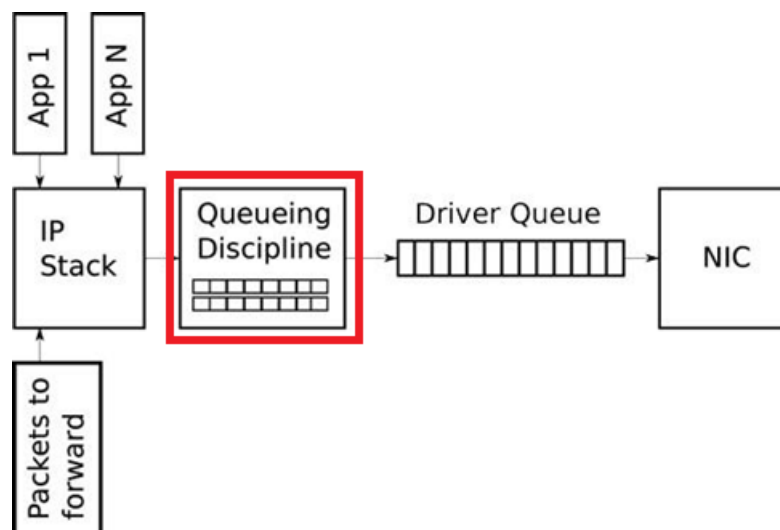 App 1
App N
IP
Stack
Queueing
Discipline
Driver Queue
NIC
Packets to
forward